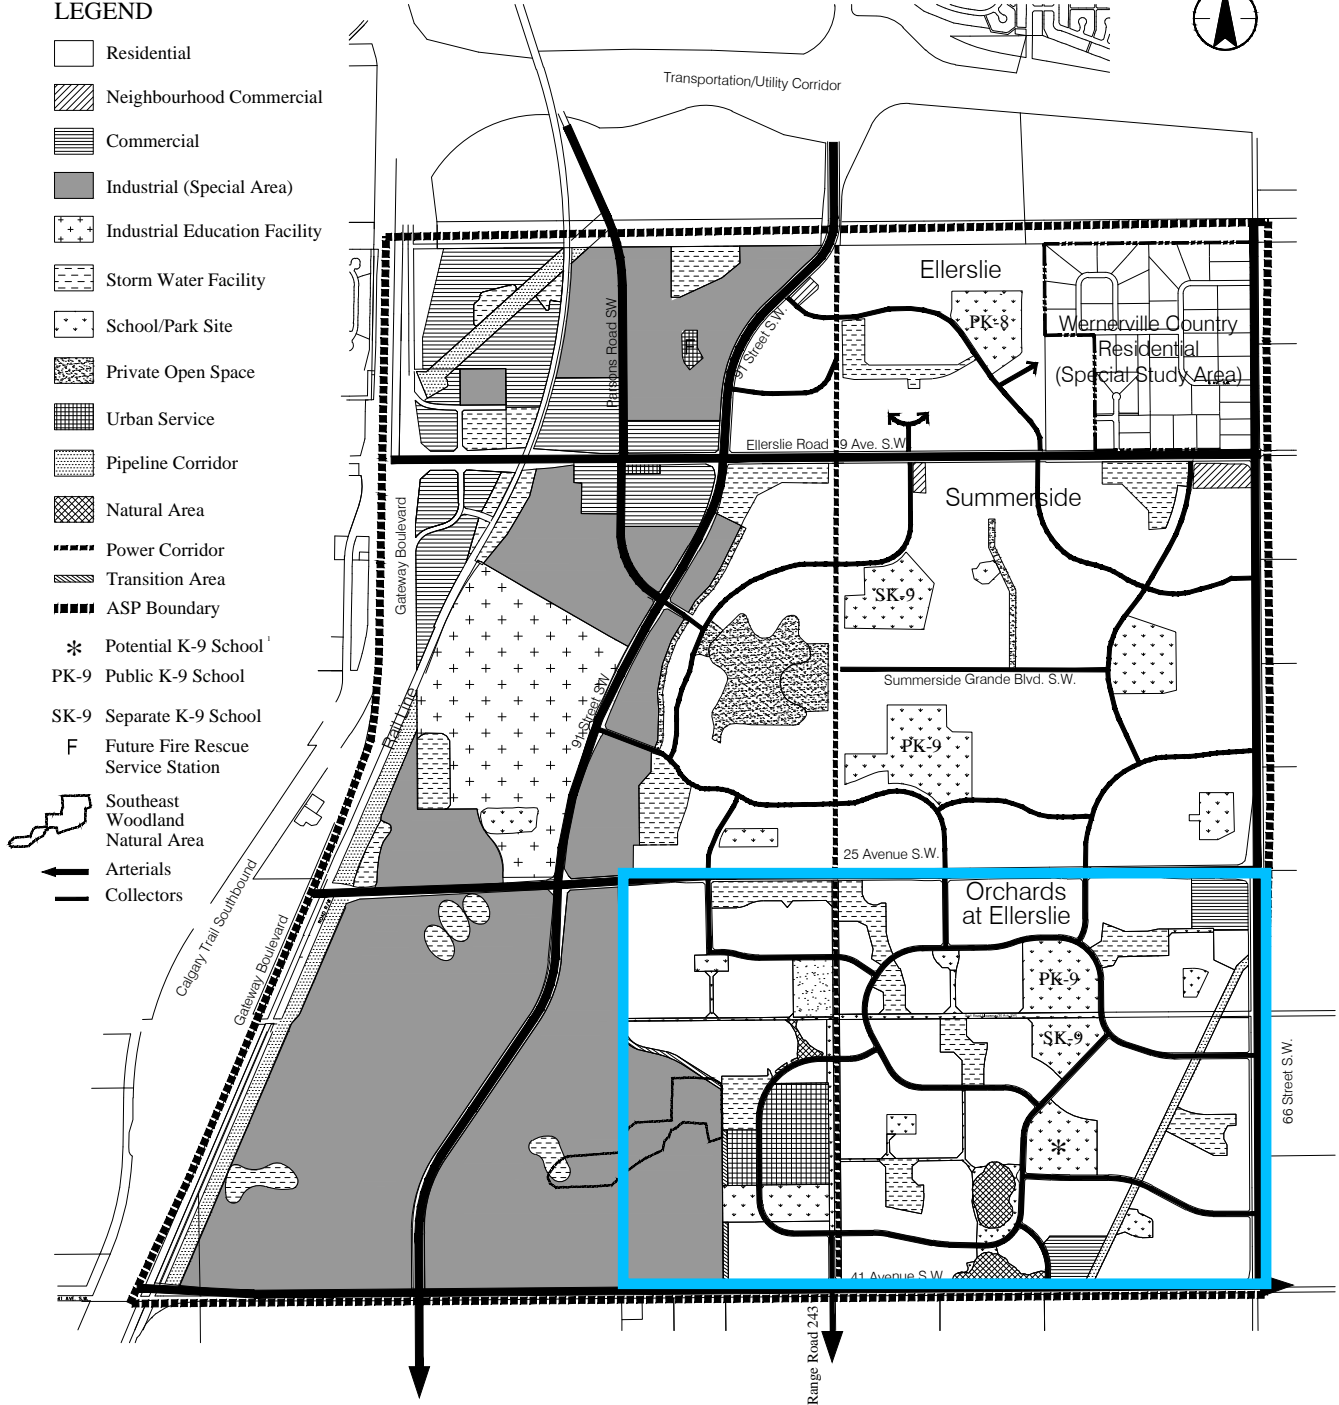 LEGEND
Residential
Neighbourhood Commercial
Commercial
Industrial (Special Area)
Industrial Education Facility
Storm Water Facility
School/Park Site
Private Open Space
Urban Service
Pipeline Corridor
Natural Area
Power Corridor
Transition Area
ASP Boundary
* Potential K-9 School 1
PK-9 Public K-9 School
SK-9 Separate K-9 School
F Future Fire Rescue
Service Station
Southeast
Woodland
Natural Area
Arterials
Collectors
Transportation/Utility Corridor
Ellerslie
PK-8
Wernerville Country
Residential
(Special Study Area)
Parsons Road SW
F
91 Street S.W.
Ellerslie Road 9 Ave. S.W.
Summerside
Gateway Boulevard
SK-9
Summerside Grande Blvd. S.W.
Rail Line
91 Street SW
PK-9
25 Avenue S.W.
Calgary Trail Southbound
Gateway Boulevard
Orchards
at Ellerslie
PK-9
SK-9
*
66 Street S.W.
41 Avenue S.W.
41 AVE S.W.
Range Road 243